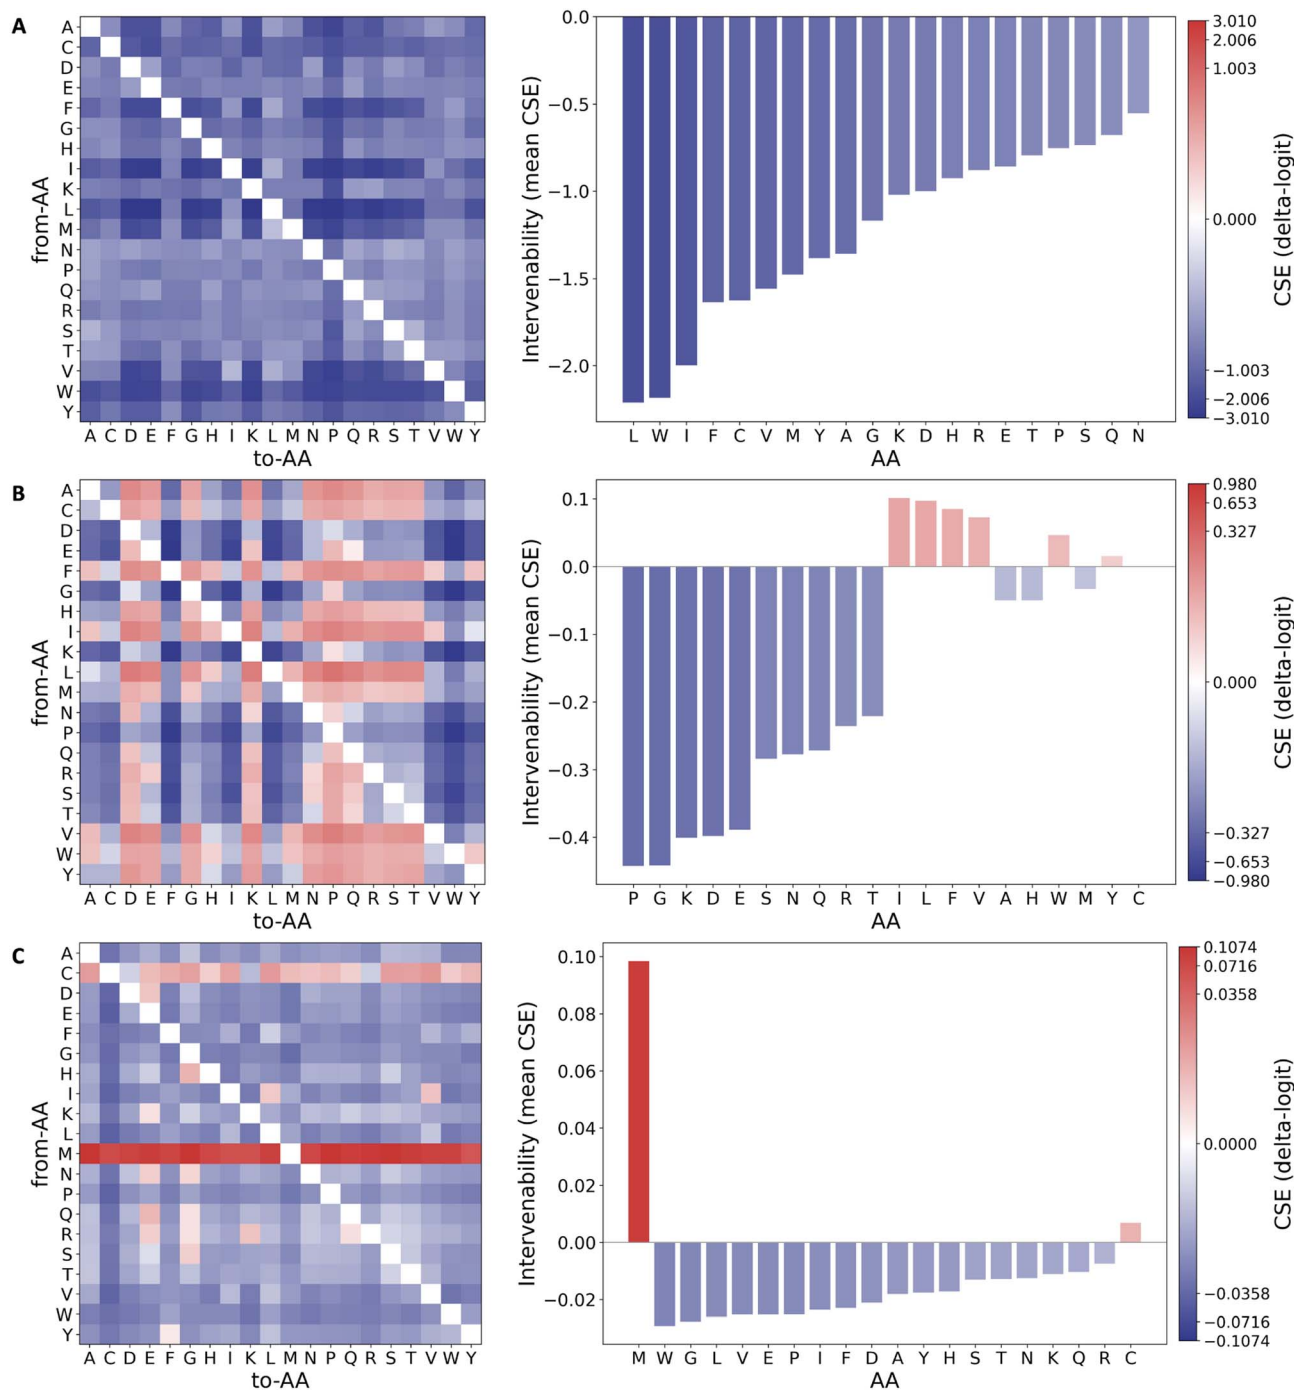 A
A
C
D
E
F
G
H
I
K
L
M
N
P
Q
R
S
T
V
W
Y
from-AA
A C D E F G H I K L M N P Q R S T V W Y
to-AA
0.0
−0.5
−1.0
−1.5
−2.0
Intervenability (mean CSE)
L W I F C V M Y A G K D H R E T P S Q N
AA
3.010
2.006
1.003
0.000
−1.003
−2.006
−3.010
CSE (delta-logit)
B
A
C
D
E
F
G
H
I
K
L
M
N
P
Q
R
S
T
V
W
Y
from-AA
A C D E F G H I K L M N P Q R S T V W Y
to-AA
0.1
0.0
−0.1
−0.2
−0.3
−0.4
Intervenability (mean CSE)
P G K D E S N Q R T I L F V A H W M Y C
AA
0.980
0.653
0.327
0.000
−0.327
−0.653
−0.980
CSE (delta-logit)
C
A
C
D
E
F
G
H
I
K
L
M
N
P
Q
R
S
T
V
W
Y
from-AA
A C D E F G H I K L M N P Q R S T V W Y
to-AA
0.10
0.08
0.06
0.04
0.02
0.00
−0.02
Intervenability (mean CSE)
M W G L V E P I F D A Y H S T N K Q R C
AA
0.1074
0.0716
0.0358
0.0000
−0.0358
−0.0716
−0.1074
CSE (delta-logit)